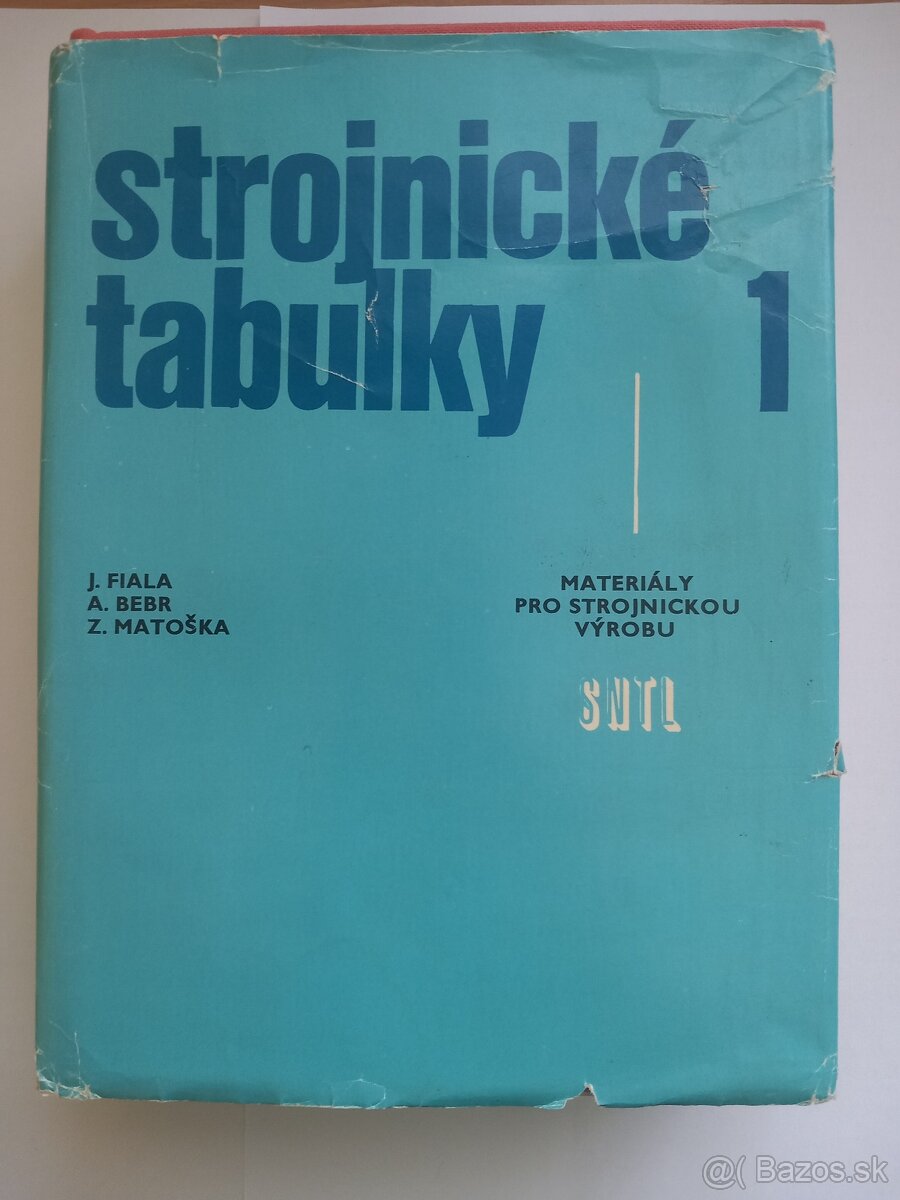 strojnické
tabulky 1
J. FIALA
A. BEBR
Z. MATOŠKA
MATERIÁLY
PRO STROJNICKOU
VÝROBU
SNTL
@( Bazos.sk